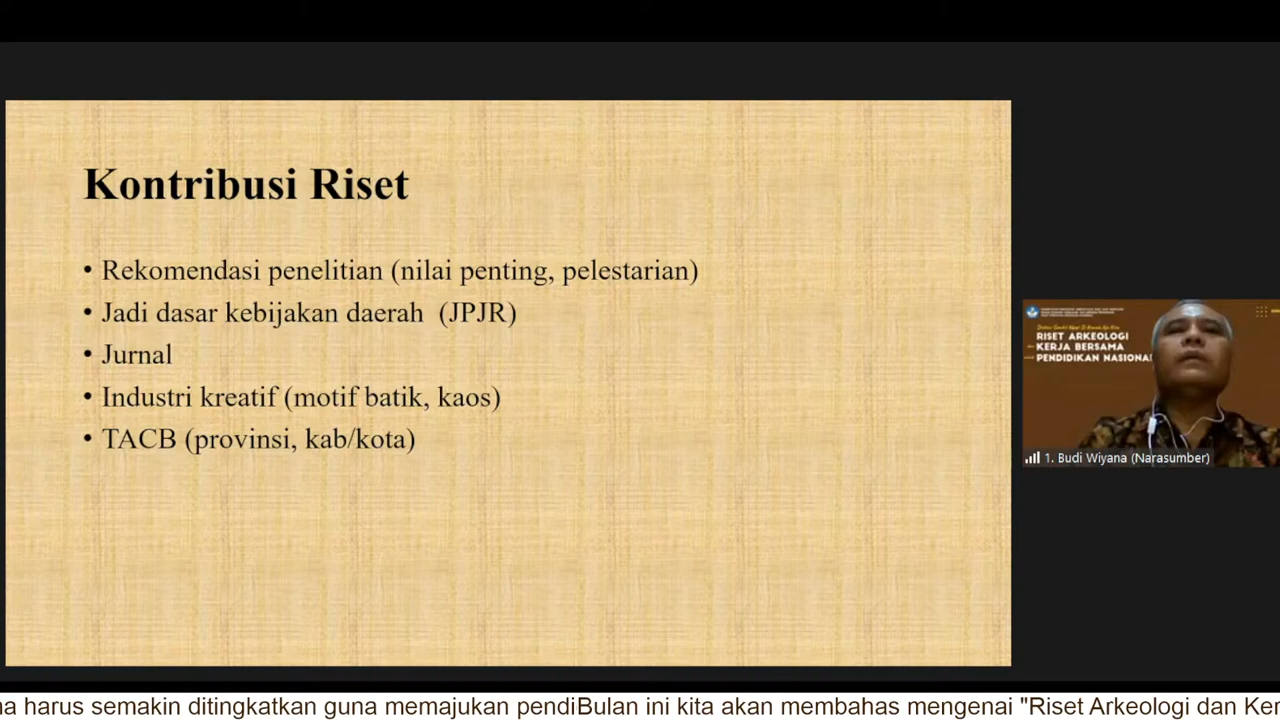 Kontribusi Riset
• Rekomendasi penelitian (nilai penting, pelestarian)
• Jadi dasar kebijakan daerah (JPJR)
• Jurnal
• Industri kreatif (motif batik, kaos)
• TACB (provinsi, kab/kota)
RISET ARKEOLOGI
KERJA BERSAMA
PENDIDIKAN NASIONA
1. Budi Wiyana (Narasumber)
na harus semakin ditingkatkan guna memajukan pendiBulan ini kita akan membahas mengenai "Riset Arkeologi dan Ker